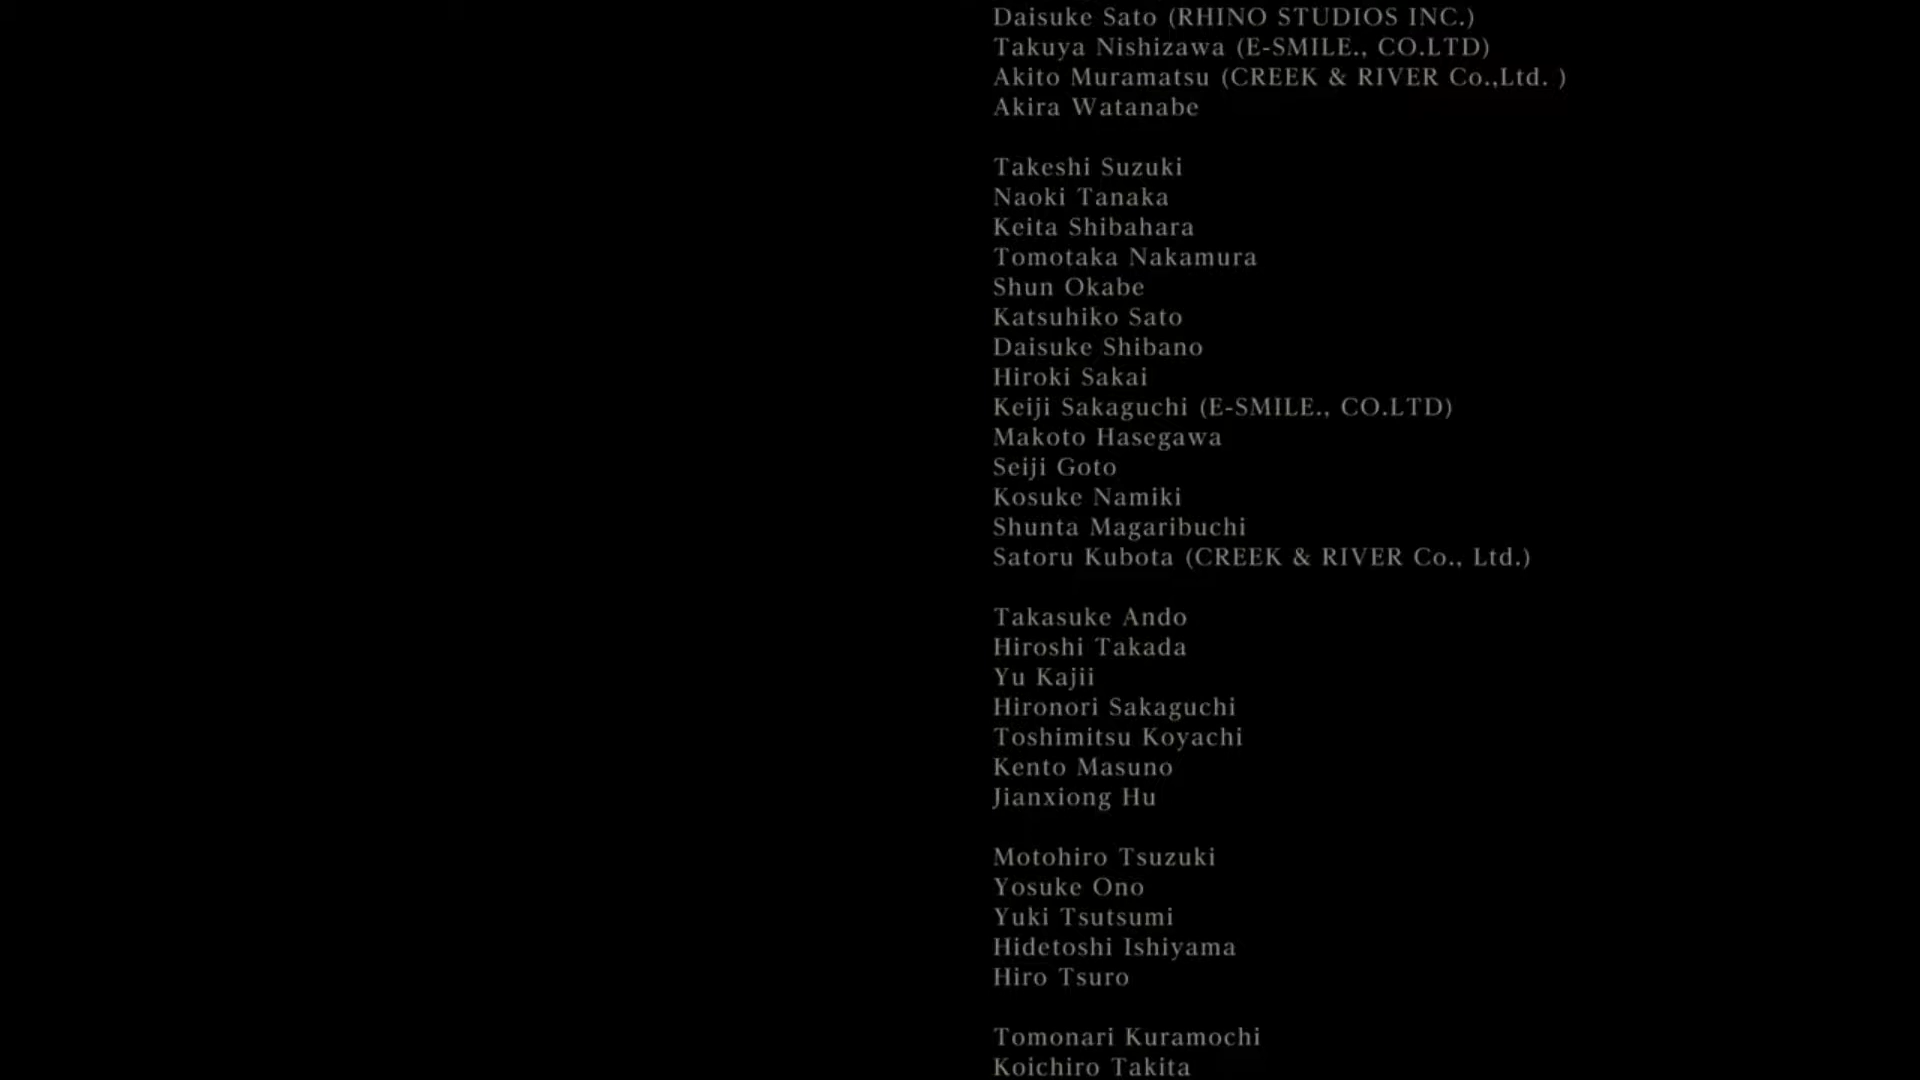 Daisuke Sato (RHINO STUDIOS INC.)
Takuya Nishizawa (E-SMILE., CO.LTD)
Akito Muramatsu (CREEK & RIVER Co.,Ltd. )
Akira Watanabe
Takeshi Suzuki
Naoki Tanaka
Keita Shibahara
Tomotaka Nakamura
Shun Okabe
Katsuhiko Sato
Daisuke Shibano
Hiroki Sakai
Keiji Sakaguchi (E-SMILE., CO.LTD)
Makoto Hasegawa
Seiji Goto
Kosuke Namiki
Shunta Magaribuchi
Satoru Kubota (CREEK & RIVER Co., Ltd.)
Takasuke Ando
Hiroshi Takada
Yu Kajii
Hironori Sakaguchi
Toshimitsu Koyachi
Kento Masuno
Jianxiong Hu
Motohiro Tsuzuki
Yosuke Ono
Yuki Tsutsumi
Hidetoshi Ishiyama
Hiro Tsuro
Tomonari Kuramochi
Koichiro Takita